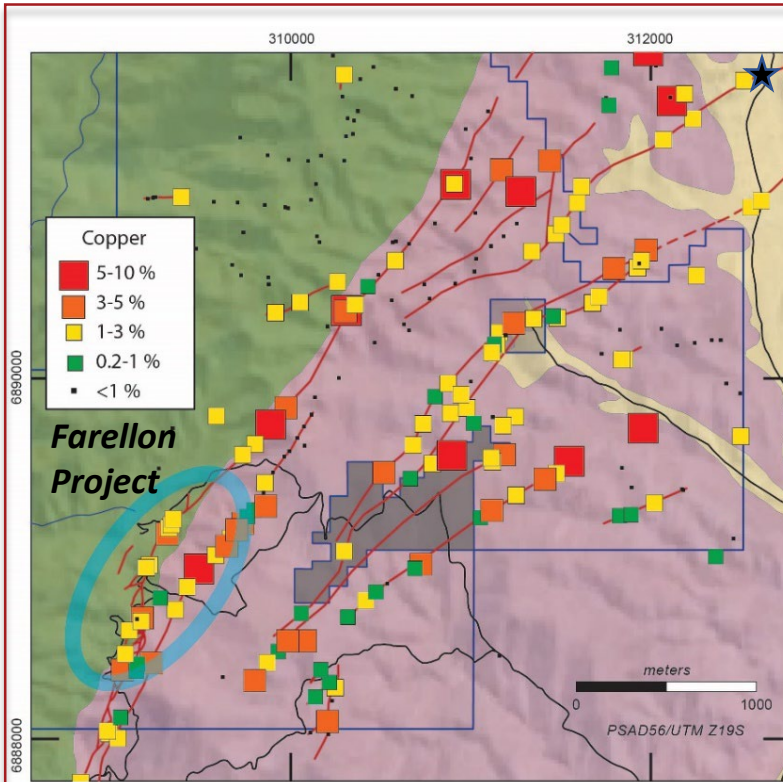 310000
312000
Copper
5-10 %
3-5 %
1-3 %
0.2-1 %
<1 %
6890000
Farellon
Project
meters
0
1000
PSAD56/UTM Z19S
6888000